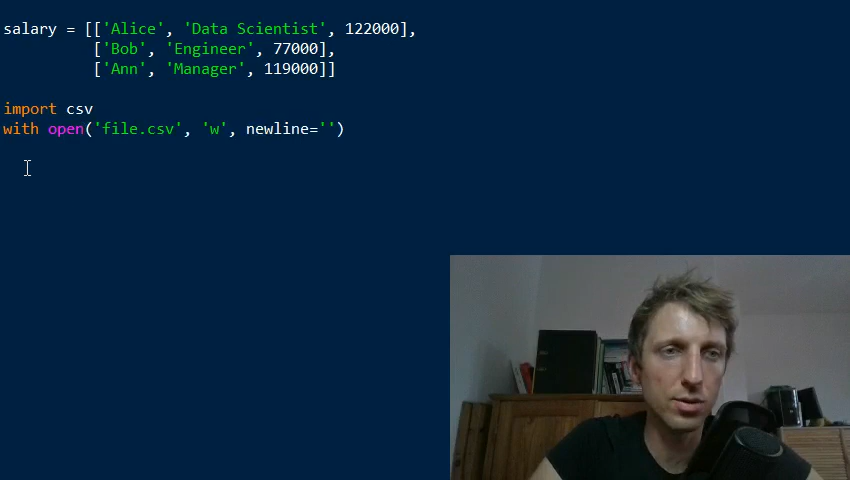 salary = [['Alice', 'Data Scientist', 122000],
['Bob', 'Engineer', 77000],
['Ann', 'Manager', 119000]]
import csv
with open('file.csv', 'w', newline='')